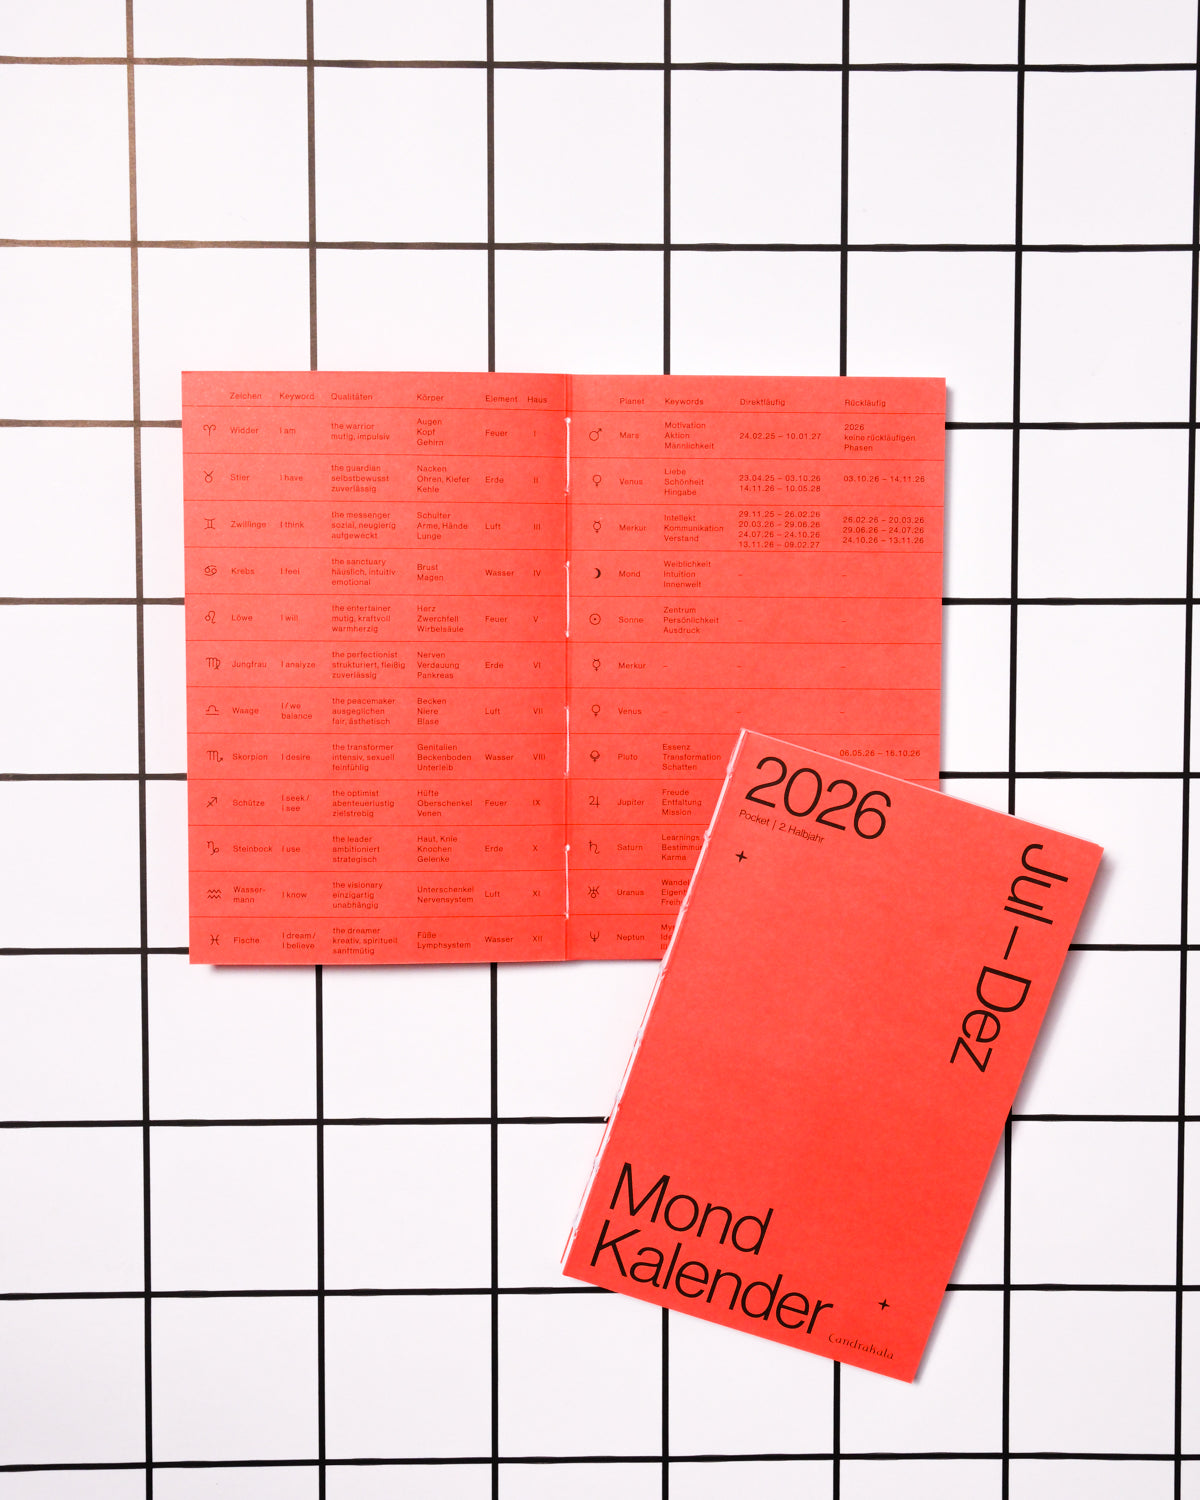 Zeichen Keyword Qualitäten Körper Element Haus
Widder I am the warrior mutig, impulsiv Augen Kopf Gehirn Feuer I
Stier I have the guardian selbstbewusst zuverlässig Nacken Ohren, Kiefer Kehle Erde II
Zwillinge I think the messenger sozial, neugierig aufgeweckt Schulter Arme, Hände Lunge Luft III
Krebs I feel the sanctuary häuslich, intuitiv emotional Brust Magen Wasser IV
Löwe I will the entertainer mutig, kraftvoll warmherzig Herz Zwerchfell Wirbelsäule Feuer V
Jungfrau I analyze the perfectionist strukturiert, fleißig zuverlässig Nerven Verdauung Pankreas Erde VI
Waage I / we balance the peacemaker ausgeglichen fair, ästhetisch Becken Niere Blase Luft VII
Skorpion I desire the transformer intensiv, sexuell feinfühlig Genitalien Beckenboden Unterleib Wasser VIII
Schütze I seek / I see the optimist abenteuerlustig zielstrebig Hüfte Oberschenkel Venen Feuer IX
Steinbock I use the leader ambitioniert strategisch Haut, Knie Knochen Gelenke Erde X
Wasser-mann I know the visionary einzigartig unabhängig Unterschenkel Nervensystem Luft XI
Fische I dream / I believe the dreamer kreativ, spirituell sanftmütig Füße Lymphsystem Wasser XII
Planet Keywords Direktläufig Rückläufig
Mars Motivation Aktion Männlichkeit 24.02.25 – 10.01.27 2026 keine rückläufigen Phasen
Venus Liebe Schönheit Hingabe 23.04.25 – 03.10.26 14.11.26 – 10.05.28 03.10.26 – 14.11.26
Merkur Intellekt Kommunikation Verstand 29.11.25 – 26.02.26 20.03.26 – 29.06.26 24.07.26 – 24.10.26 13.11.26 – 09.02.27 26.02.26 – 20.03.26 29.06.26 – 24.07.26 24.10.26 – 13.11.26
Mond Weiblichkeit Intuition Innenwelt – –
Sonne Zentrum Persönlichkeit Ausdruck – –
Merkur – – –
Venus – – –
Pluto Essenz Transformation Schatten 06.05.26 – 16.10.26
Jupiter Freude Entfaltung Mission
Saturn Learnings Karma
Uranus Wandel
Neptun
2026
Pocket | 2. Halbjahr
Jul – Dez
Mond
Kalender
Candrakala